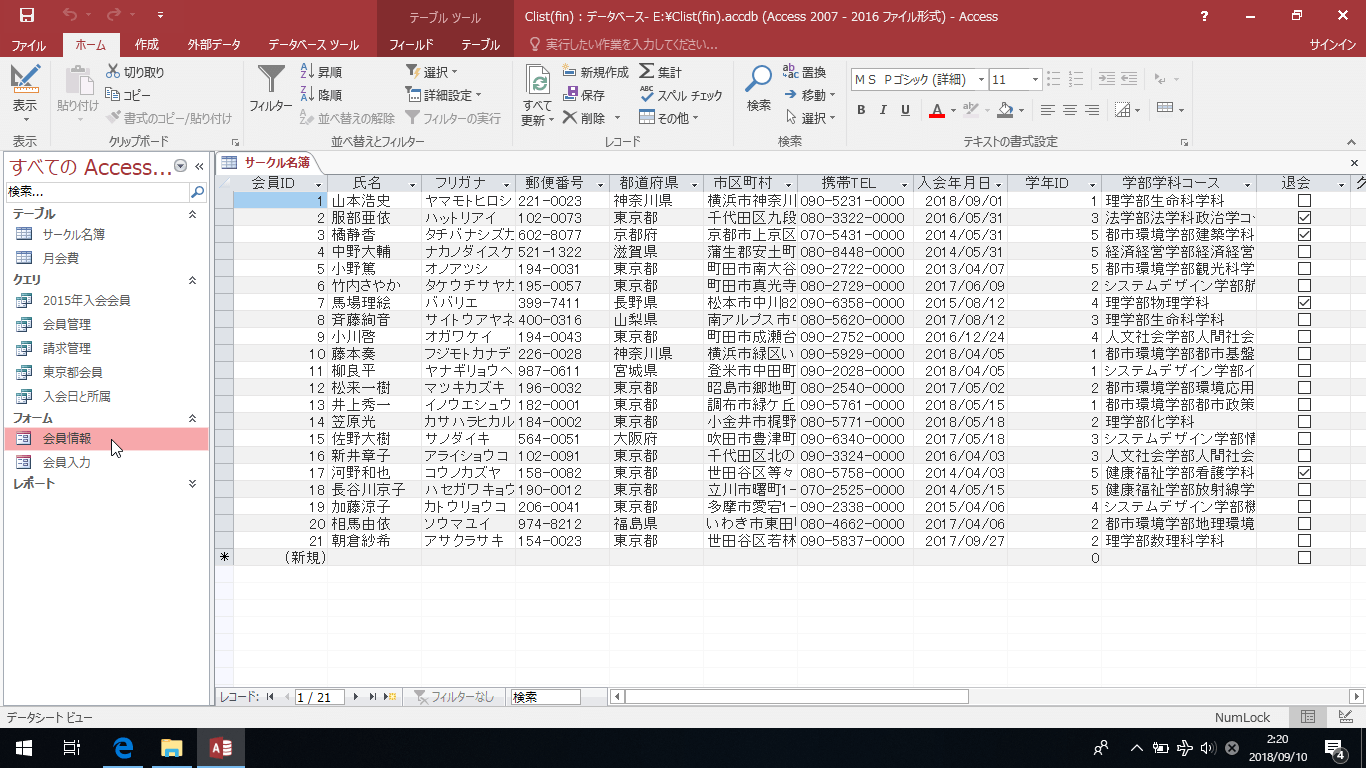 テーブル ツール
Clist(fin) : データベース- E:¥Clist(fin).accdb (Access 2007 - 2016 ファイル形式) - Access
?
ファイル ホーム 作成 外部データ データベース ツール フィールド テーブル 実行したい作業を入力してください... サインイン
表示
貼り付け
切り取り
コピー
書式のコピー/貼り付け
フィルター
昇順
降順
並べ替えの解除
選択
詳細設定
フィルターの実行
すべて
更新
新規作成
保存
削除
集計
スペル チェック
その他
検索
置換
移動
選択
MS Pゴシック (詳細) 11
B I U A
表示 クリップボード 並べ替えとフィルター レコード 検索 テキストの書式設定
すべての Access...
検索...
テーブル
サークル名簿
月会費
クエリ
2015年入会会員
会員管理
請求管理
東京都会員
入会日と所属
フォーム
会員情報
会員入力
レポート
サークル名簿
会員ID 氏名 フリガナ 郵便番号 都道府県 市区町村 携帯TEL 入会年月日 学年ID 学部学科コース 退会 ク
1 山本浩史 ヤマモトヒロシ 221-0023 神奈川県 横浜市神奈川 090-5231-0000 2018/09/01 1 理学部生命科学科
2 服部亜依 ハットリアイ 102-0073 東京都 千代田区九段 080-3322-0000 2016/05/31 3 法学部法学科政治学コー
3 橘静香 タチバナシズカ 602-8077 京都府 京都市上京区 070-5431-0000 2014/05/31 5 都市環境学部建築学科
4 中野大輔 ナカノダイスケ 521-1322 滋賀県 蒲生郡安土町 080-8448-0000 2014/05/31 5 経済経営学部経済経営
5 小野篤 オノアツシ 194-0031 東京都 町田市南大谷 090-2722-0000 2013/04/07 5 都市環境学部観光科学
6 竹内さやか タケウチサヤカ 195-0057 東京都 町田市真光寺 080-2729-0000 2017/06/09 2 システムデザイン学部航
7 馬場理絵 ババリエ 399-7411 長野県 松本市中川82 090-6358-0000 2015/08/12 4 理学部物理学科
8 斉藤絢音 サイトウアヤネ 400-0316 山梨県 南アルプス市 080-5620-0000 2017/08/12 3 理学部生命科学科
9 小川啓 オガワケイ 194-0043 東京都 町田市成瀬台 090-2752-0000 2016/12/24 4 人文社会学部人間社会
10 藤本奏 フジモトカナデ 226-0028 神奈川県 横浜市緑区い 090-5929-0000 2018/04/05 1 都市環境学部都市基盤
11 柳良平 ヤナギリョウヘ 987-0611 宮城県 登米市中田町 090-2028-0000 2018/04/05 1 システムデザイン学部イ
12 松来一樹 マツキカズキ 196-0032 東京都 昭島市郷地町 080-2540-0000 2017/05/02 2 都市環境学部環境応用
13 井上秀一 イノウエシュウ 182-0001 東京都 調布市緑ケ丘 090-5761-0000 2018/05/15 1 都市環境学部都市政策
14 笠原光 カサハラヒカル 184-0002 東京都 小金井市梶野 080-5771-0000 2018/05/18 2 理学部化学科
15 佐野大樹 サノダイキ 564-0051 大阪府 吹田市豊津町 090-6340-0000 2017/05/18 3 システムデザイン学部情
16 新井章子 アライショウコ 102-0091 東京都 千代田区北の 090-3324-0000 2016/04/03 3 人文社会学部人間社会
17 河野和也 コウノカズヤ 158-0082 東京都 世田谷区等々 080-5758-0000 2014/04/03 5 健康福祉学部看護学科
18 長谷川京子 ハセガワキョウ 190-0012 東京都 立川市曙町1- 070-2525-0000 2014/05/15 5 健康福祉学部放射線学
19 加藤涼子 カトウリョウコ 206-0041 東京都 多摩市愛宕1- 090-2338-0000 2015/04/06 4 システムデザイン学部機
20 相馬由依 ソウマユイ 974-8212 福島県 いわき市東田 080-4662-0000 2017/04/06 2 都市環境学部地理環境
21 朝倉紗希 アサクラサキ 154-0023 東京都 世田谷区若林 090-5837-0000 2017/09/27 2 理学部数理科学科
* (新規) 0
レコード: 1 / 21 フィルターなし 検索
データシート ビュー NumLock
2:20
2018/09/10
4